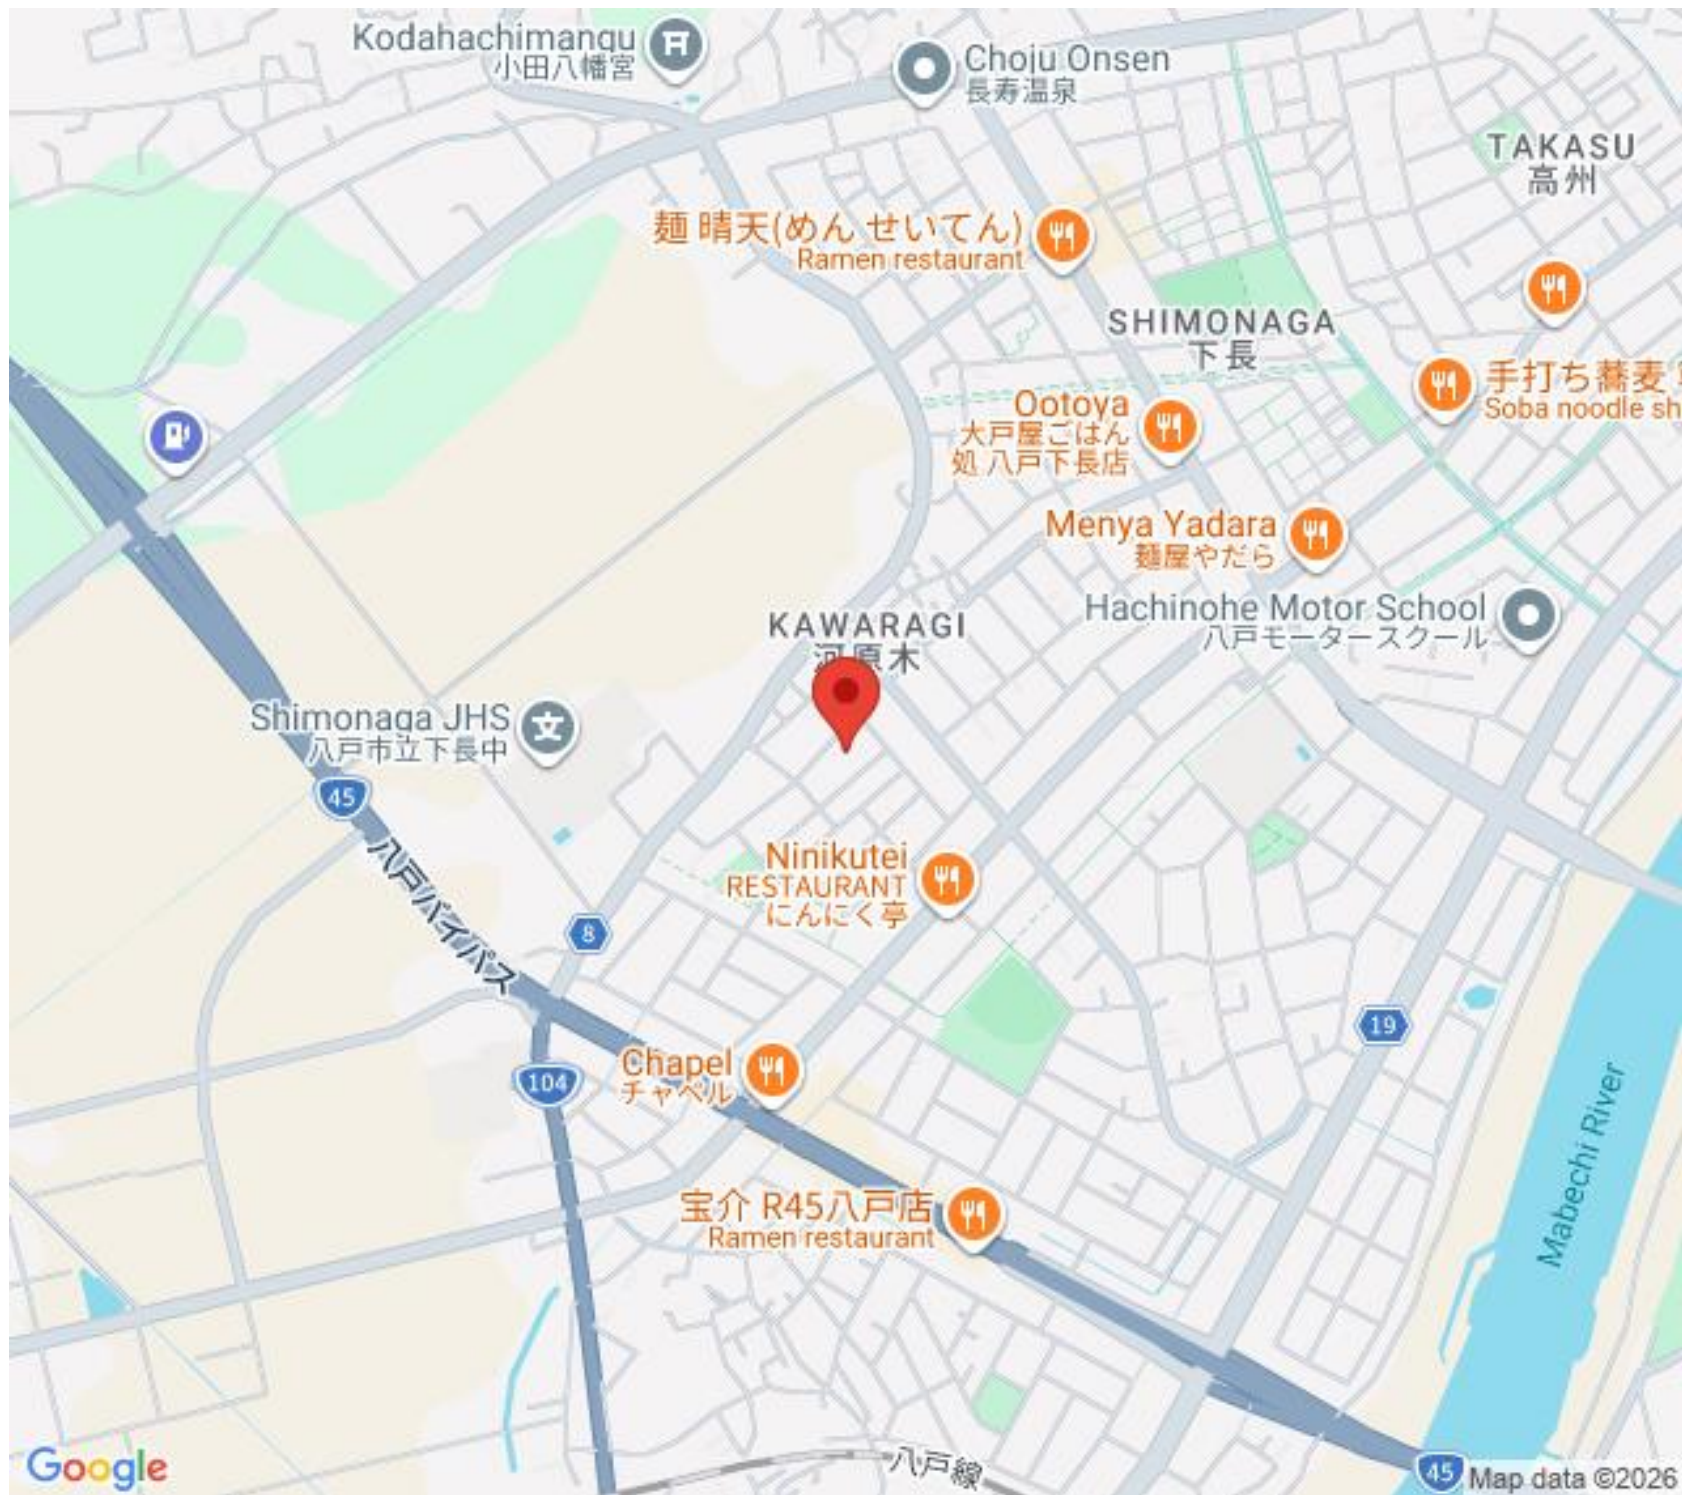 Kodahachimangu
小田八幡宮
Choju Onsen
長寿温泉
TAKASU
高州
麺 晴天(めん せいてん)
Ramen restaurant
SHIMONAGA
下長
手打ち蕎麦
Soba noodle sh
Ootoya
大戸屋ごはん
処 八戸下長店
Menya Yadara
麺屋やだら
Hachinohe Motor School
八戸モータースクール
KAWARAGI
河原木
Shimonaga JHS
八戸市立下長中
45
八戸バイパス
Ninikutei
RESTAURANT
にんにく亭
8
19
Chapel
チャペル
104
Mabechi River
宝介 R45八戸店
Ramen restaurant
八戸線
45
Google
Map data ©2026